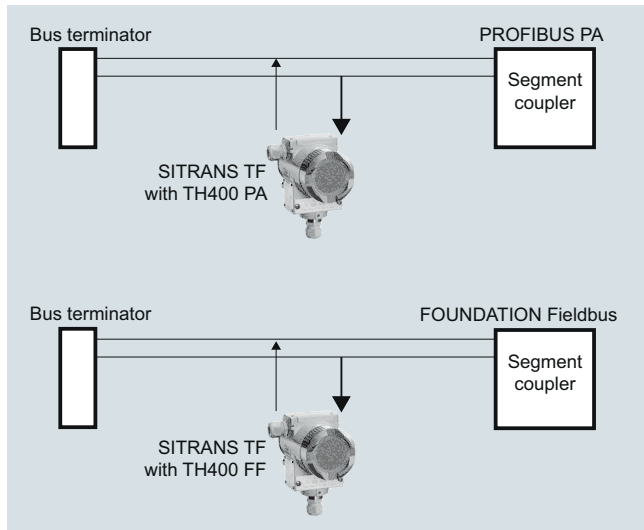 Bus terminator
PROFIBUS PA
Segment
coupler
SITRANS TF
with TH400 PA
Bus terminator
FOUNDATION Fieldbus
Segment
coupler
SITRANS TF
with TH400 FF